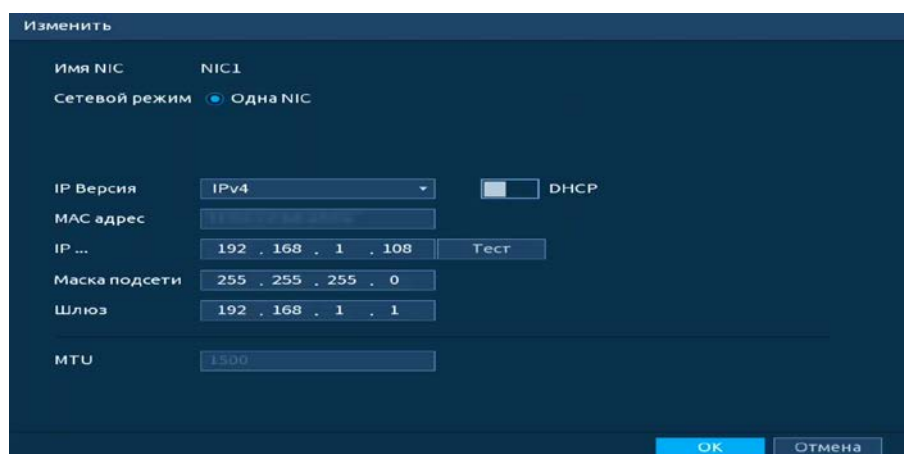 Изменить
Имя NIC NIC1
Сетевой режим Одна NIC
IP Версия IPv4 DHCP
MAC адрес
IP ... 192 . 168 . 1 . 108 Тест
Маска подсети 255 . 255 . 255 . 0
Шлюз 192 . 168 . 1 . 1
MTU 1500
OK Отмена